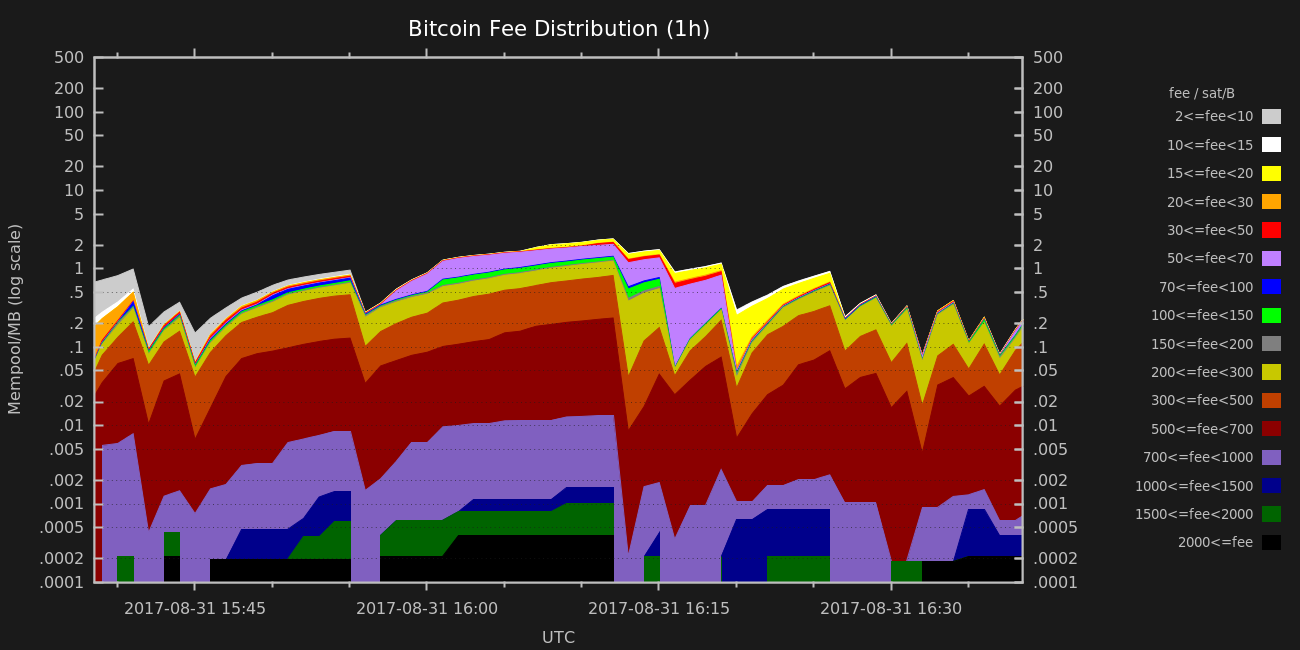 Bitcoin Fee Distribution (1h)
500 500
200 200
100 100
50 50
20 20
10 10
5 5
2 2
1 1
.5 .5
.2 .2
.1 .1
.05 .05
.02 .02
.01 .01
.005 .005
.002 .002
.001 .001
.0005 .0005
.0002 .0002
.0001 .0001
Mempool/MB (log scale)
2017-08-31 15:45 2017-08-31 16:00 2017-08-31 16:15 2017-08-31 16:30
UTC
fee / sat/B
2<=fee<10
10<=fee<15
15<=fee<20
20<=fee<30
30<=fee<50
50<=fee<70
70<=fee<100
100<=fee<150
150<=fee<200
200<=fee<300
300<=fee<500
500<=fee<700
700<=fee<1000
1000<=fee<1500
1500<=fee<2000
2000<=fee